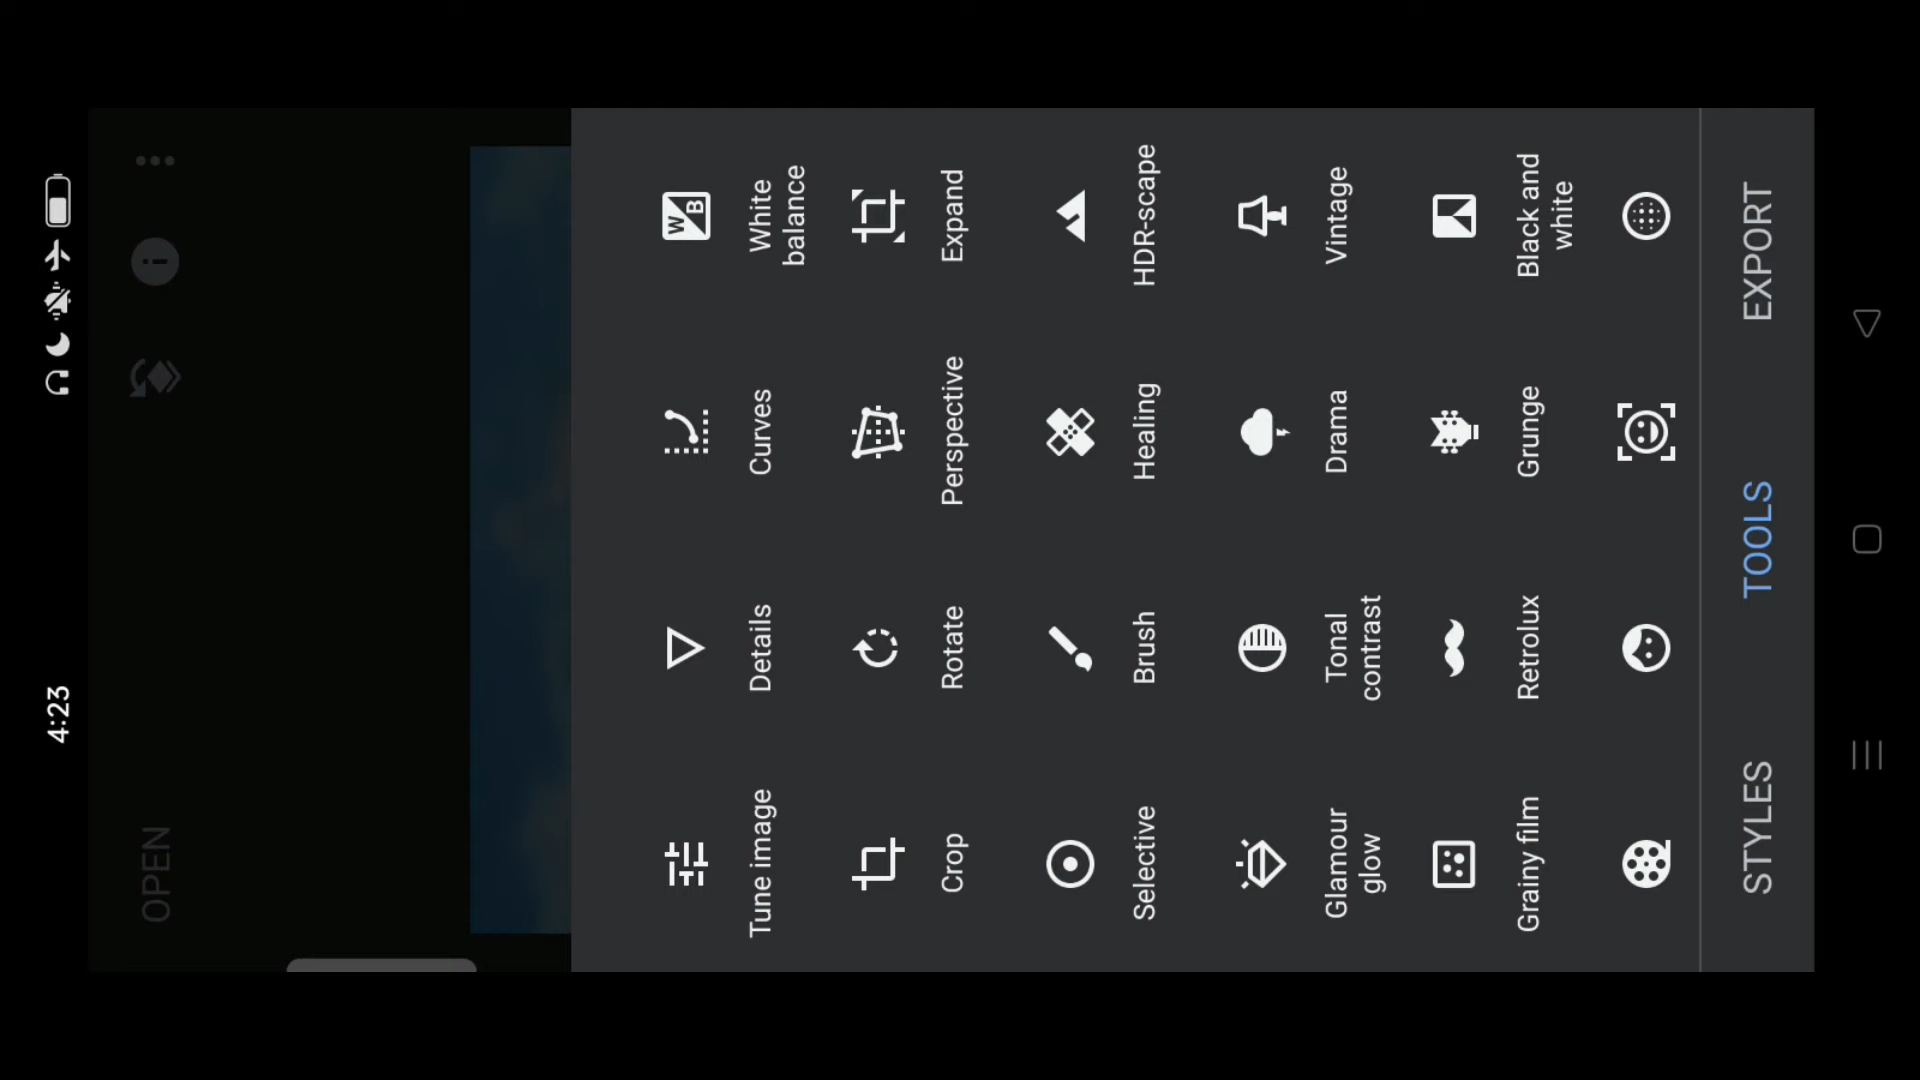 4:23
OPEN
Tune image
Details
Curves
White
balance
Crop
Rotate
Perspective
Expand
Selective
Brush
Healing
HDR-scape
Glamour
glow
Tonal
contrast
Drama
Vintage
Grainy film
Retrolux
Grunge
Black and
white
STYLES
TOOLS
EXPORT